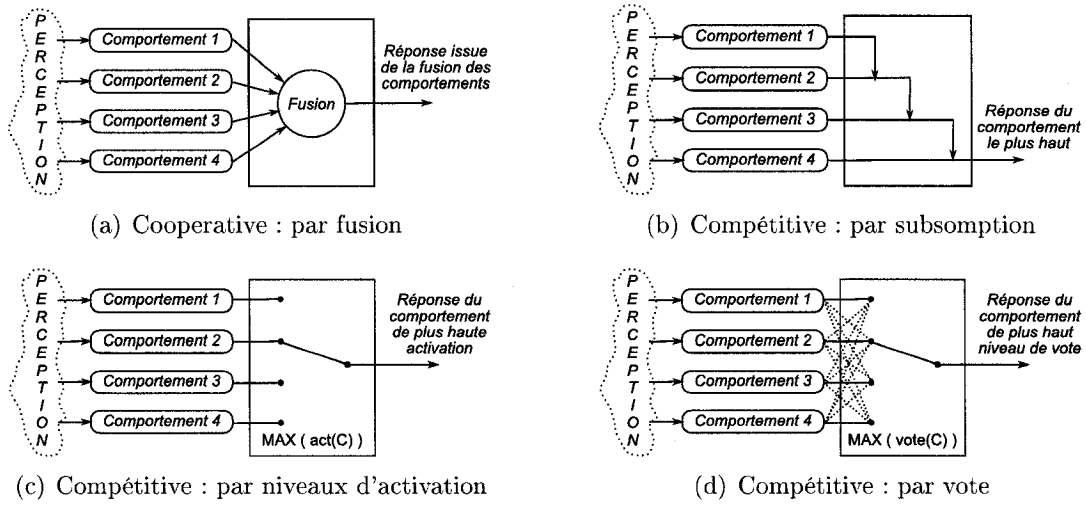 PERCEPTION
Comportement 1
Comportement 2
Comportement 3
Comportement 4
Fusion
Réponse issue
de la fusion des
comportements
(a) Cooperative : par fusion
PERCEPTION
Comportement 1
Comportement 2
Comportement 3
Comportement 4
Réponse du
comportement
le plus haut
(b) Compétitive : par subsomption
PERCEPTION
Comportement 1
Comportement 2
Comportement 3
Comportement 4
MAX ( act(C) )
Réponse du
comportement
de plus haute
activation
(c) Compétitive : par niveaux d'activation
PERCEPTION
Comportement 1
Comportement 2
Comportement 3
Comportement 4
MAX ( vote(C) )
Réponse du
comportement
de plus haut
niveau de vote
(d) Compétitive : par vote